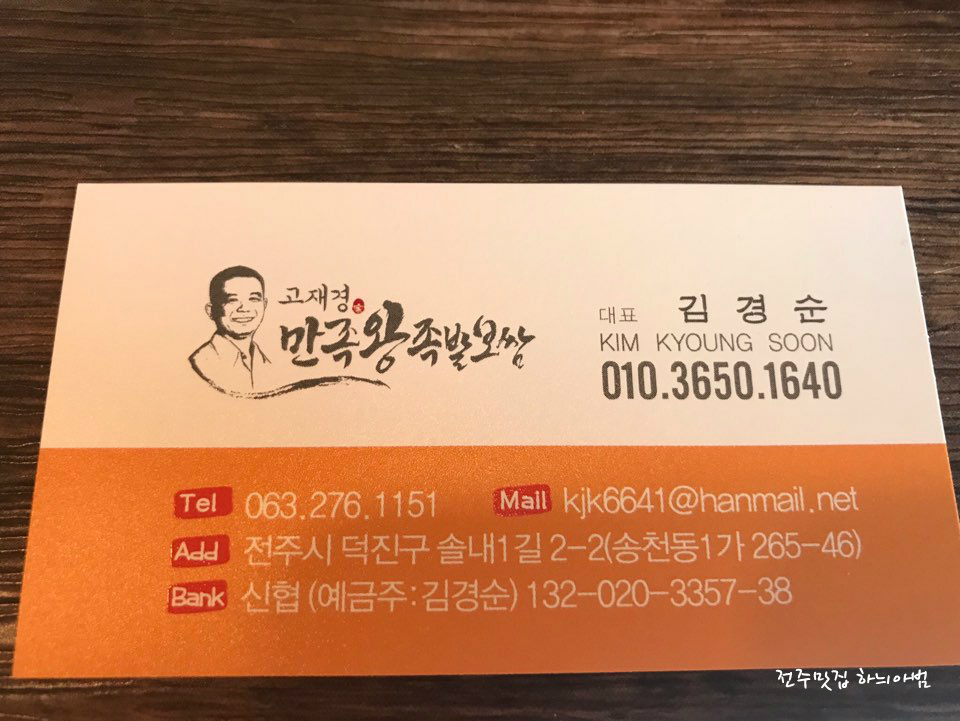 고재경
만족왕족발보쌈
대표 김경순
KIM KYOUNG SOON
010.3650.1640
Tel 063.276.1151 Mail kjk6641@hanmail.net
Add 전주시 덕진구 솔내1길 2-2(송천동1가 265-46)
Bank 신협 (예금주:김경순) 132-020-3357-38
전주맛집 하늬아범